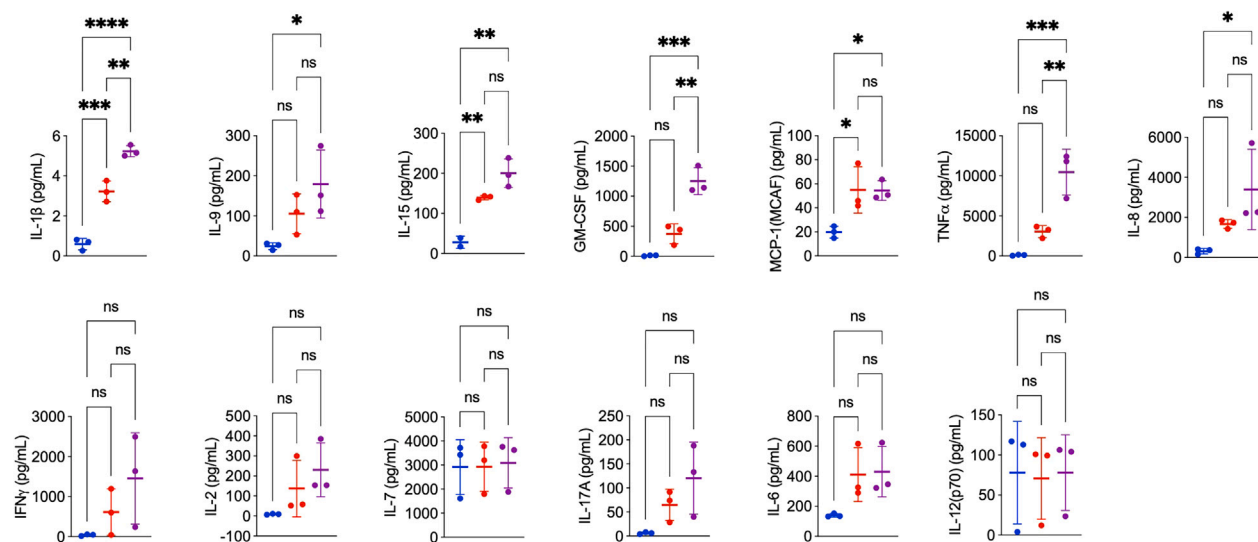 ****
**
***
IL-1β (pg/mL)
6
4
2
0
*
ns
ns
IL-9 (pg/mL)
300
200
100
0
**
ns
**
IL-15 (pg/mL)
300
200
100
0
***
**
ns
GM-CSF (pg/mL)
2000
1500
1000
500
0
*
ns
*
MCP-1(MCAF) (pg/mL)
100
80
60
40
20
0
***
**
ns
TNFα (pg/mL)
15000
10000
5000
0
*
ns
ns
IL-8 (pg/mL)
6000
4000
2000
0
ns
ns
ns
IFNγ (pg/mL)
3000
2000
1000
0
ns
ns
ns
IL-2 (pg/mL)
500
400
300
200
100
0
-100
ns
ns
ns
IL-7 (pg/mL)
5000
4000
3000
2000
1000
0
ns
ns
ns
IL-17A (pg/mL)
200
150
100
50
0
ns
ns
ns
IL-6 (pg/mL)
800
600
400
200
0
ns
ns
ns
IL-12(p70) (pg/mL)
150
100
50
0